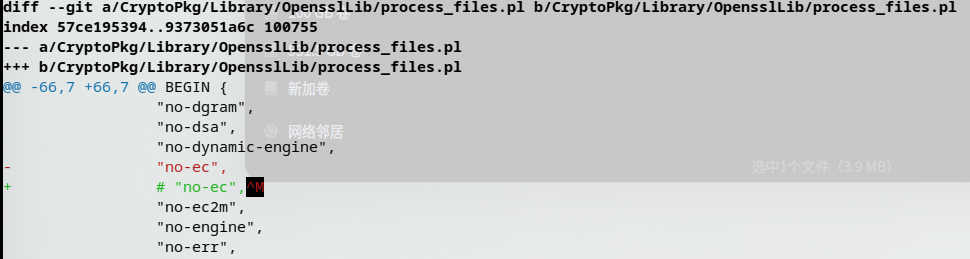 diff --git a/CryptoPkg/Library/OpensslLib/process_files.pl b/CryptoPkg/Library/OpensslLib/process_files.pl
index 57ce195394..9373051a6c 100755
--- a/CryptoPkg/Library/OpensslLib/process_files.pl
+++ b/CryptoPkg/Library/OpensslLib/process_files.pl
@@ -66,7 +66,7 @@ BEGIN {
"no-dgram",
"no-dsa",
"no-dynamic-engine",
- "no-ec",
+ # "no-ec",^M
"no-ec2m",
"no-engine",
"no-err",
新加卷
网络邻居
选中1个文件（3.9 MB）